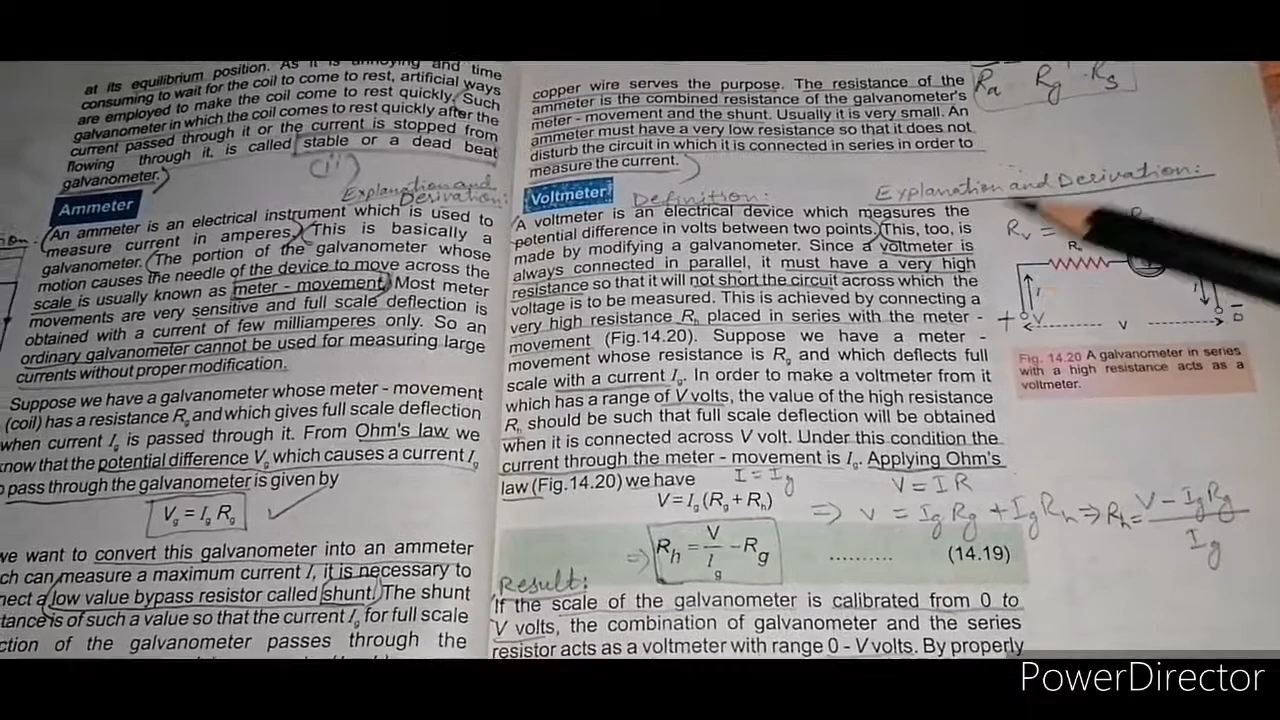 at its equilibrium position. As it is annoying and time
consuming to wait for the coil to come to rest, artificial ways
are employed to make the coil come to rest quickly. Such
galvanometer in which the coil comes to rest quickly after the
current passed through it or the current is stopped from
flowing through it, is called stable or a dead beat
galvanometer.
(ii)
Explanation and
Derivation:
Ammeter
An ammeter is an electrical instrument which is used to
measure current in amperes. This is basically a
galvanometer. The portion of the galvanometer whose
motion causes the needle of the device to move across the
scale is usually known as meter - movement. Most meter
movements are very sensitive and full scale deflection is
obtained with a current of few milliamperes only. So an
ordinary galvanometer cannot be used for measuring large
currents without proper modification.
Suppose we have a galvanometer whose meter - movement
(coil) has a resistance Rg and which gives full scale deflection
when current Ig is passed through it. From Ohm's law we
know that the potential difference Vg which causes a current Ig
o pass through the galvanometer is given by
Vg = Ig Rg
we want to convert this galvanometer into an ammeter
ch can measure a maximum current I, it is necessary to
nect a low value bypass resistor called shunt. The shunt
tance is of such a value so that the current Ig for full scale
ction of the galvanometer passes through the
copper wire serves the purpose. The resistance of the
ammeter is the combined resistance of the galvanometer's
meter - movement and the shunt. Usually it is very small. An
ammeter must have a very low resistance so that it does not
disturb the circuit in which it is connected in series in order to
measure the current.
Ra Rg + Rs
Voltmeter Definition: Explanation and Derivation:
A voltmeter is an electrical device which measures the
potential difference in volts between two points. This, too, is
made by modifying a galvanometer. Since a voltmeter is
always connected in parallel, it must have a very high
resistance so that it will not short the circuit across which the
voltage is to be measured. This is achieved by connecting a
very high resistance Rh placed in series with the meter -
movement (Fig.14.20). Suppose we have a meter -
movement whose resistance is Rg and which deflects full
scale with a current Ig. In order to make a voltmeter from it
which has a range of V volts, the value of the high resistance
Rh should be such that full scale deflection will be obtained
when it is connected across V volt. Under this condition the
current through the meter - movement is Ig. Applying Ohm's
law (Fig.14.20) we have I = Ig V = IR
V = Ig (Rg + Rh) ⇒ V = Ig Rg + Ig Rh ⇒ Rh = V - Ig Rg / Ig
⇒ Rh = V / Ig - Rg .......... (14.19)
Result:
If the scale of the galvanometer is calibrated from 0 to
V volts, the combination of galvanometer and the series
resistor acts as a voltmeter with range 0 - V volts. By properly
Rv =
+ V
V
Fig. 14.20 A galvanometer in series
with a high resistance acts as a
voltmeter.
PowerDirector